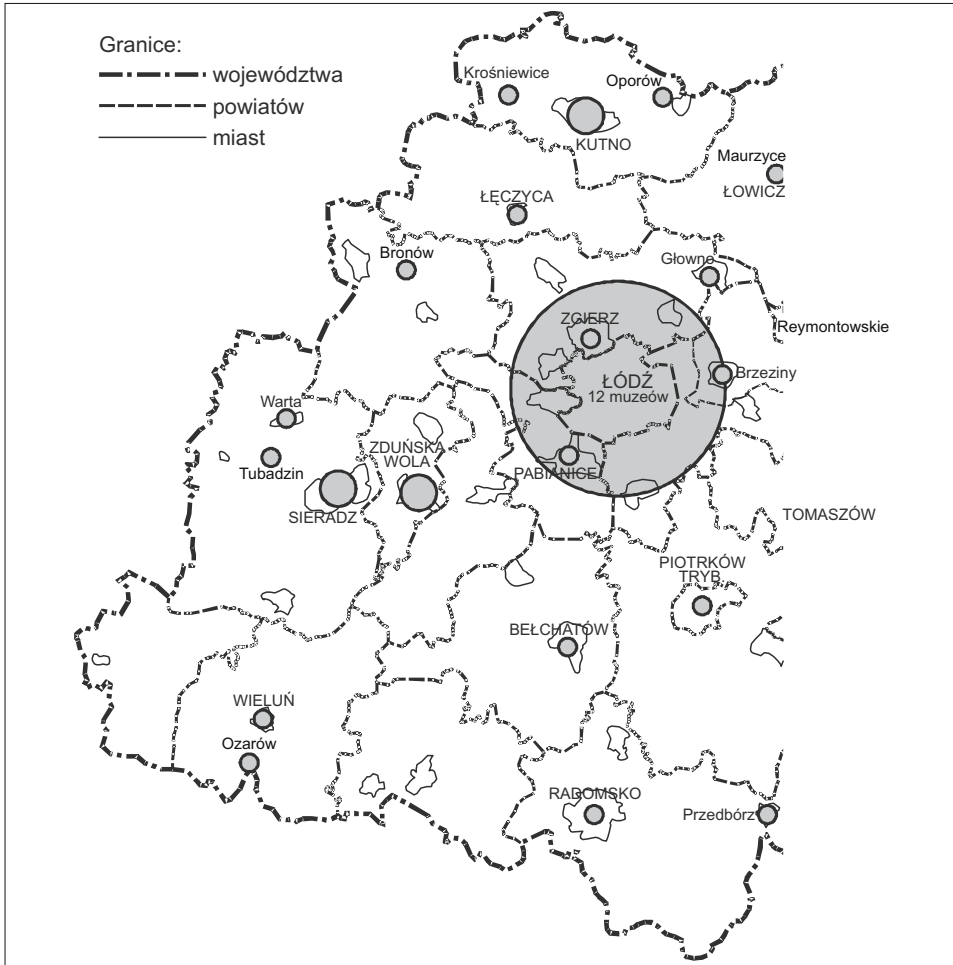 Granice:
województwa
powiatów
miast
Krośniewice
Oporów
KUTNO
Maurzyce
ŁOWICZ
ŁĘCZYCA
Bronów
Głowno
ZGIERZ
Reymontowskie
ŁÓDŹ
12 muzeów
Brzeziny
Warta
ZDUŃSKA
WOLA
Tubadzin
PABIANICE
SIERADZ
TOMASZÓW
PIOTRKÓW
TRYB.
BEŁCHATÓW
WIELUŃ
Ozarów
RADOMSKO
Przedbórz